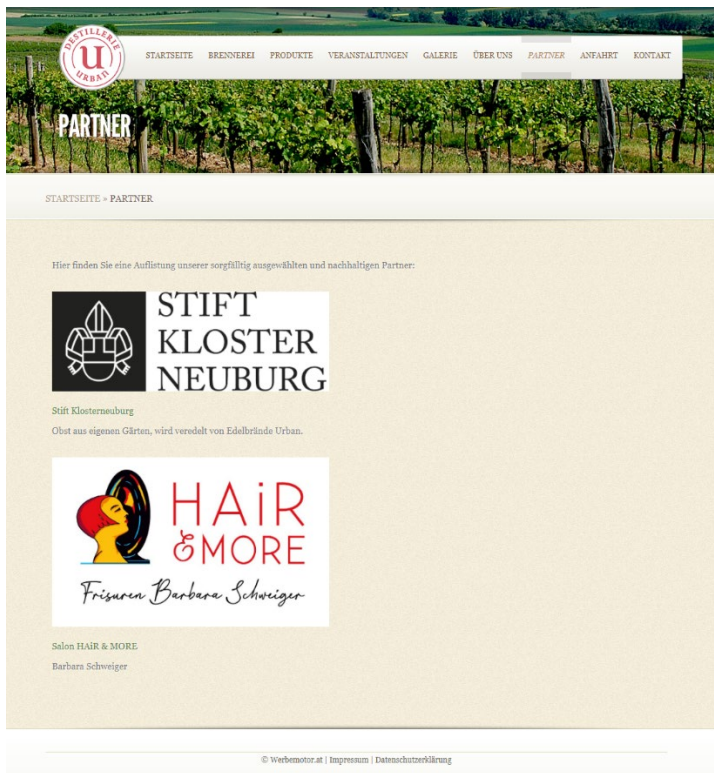 DESTILLERIE
U
URBAN
STARTSEITE BRENNEREI PRODUKTE VERANSTALTUNGEN GALERIE ÜBER UNS PARTNER ANFAHRT KONTAKT
PARTNER
STARTSEITE » PARTNER
Hier finden Sie eine Auflistung unserer sorgfälltig ausgewählten und nachhaltigen Partner:
STIFT
KLOSTER
NEUBURG
Stift Klosterneuburg
Obst aus eigenen Gärten, wird veredelt von Edelbrände Urban.
HAiR
&MORE
Frisuren Barbara Schweiger
Salon HAiR & MORE
Barbara Schweiger
© Werbemotor.at | Impressum | Datenschutzerklärung